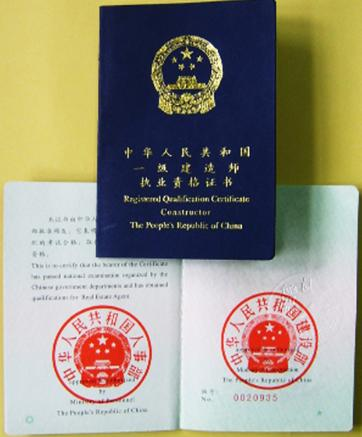 中华人民共和国
一级建造师
执业资格证书
Registered Qualification Certificate
Constructor
The People's Republic of China
This is to certify that the bearer of the Certificate
has passed national examination organized by the
Chinese government departments and has obtained
qualification for Real Estate Agent.
中华人民共和国人事部
by
Ministry of Personnel
The People's Republic of China
中华人民共和国建设部
The People's Republic of China
编号:
No. 0020935